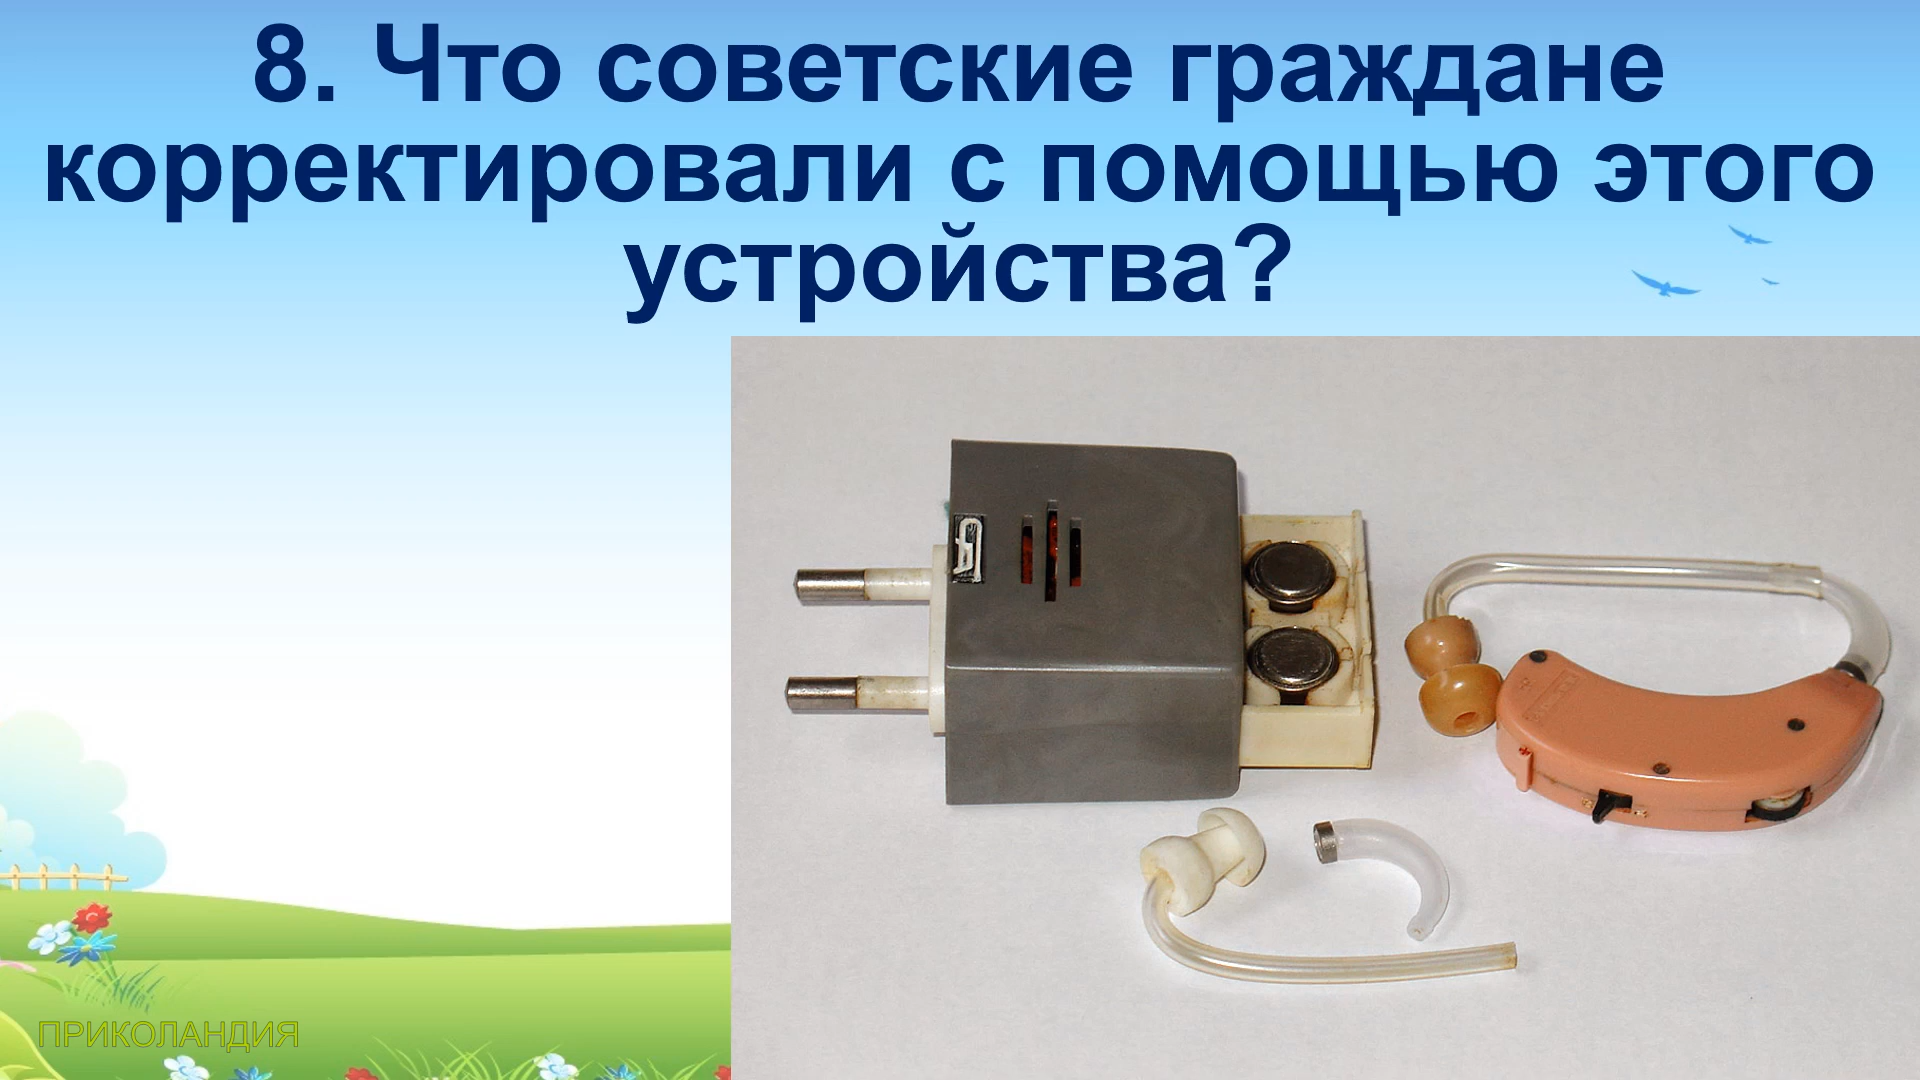 8. Что советские граждане
корректировали с помощью этого
устройства?
ПРИКОЛАНДИЯ